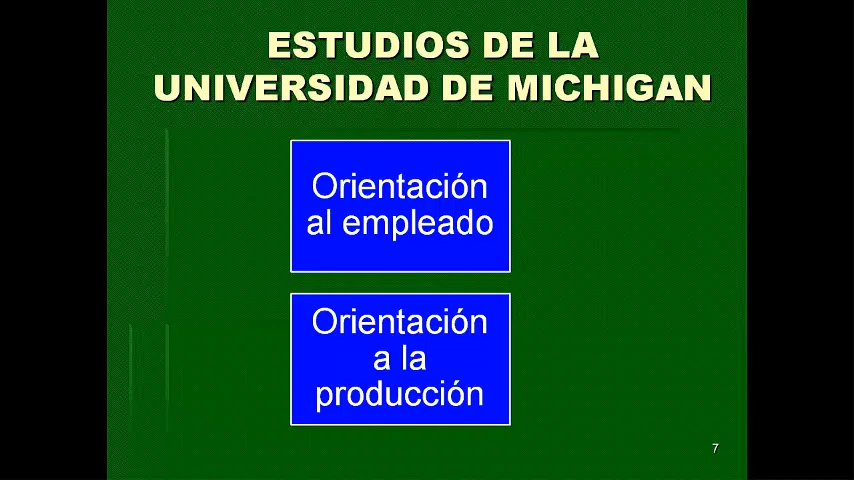 ESTUDIOS DE LA
UNIVERSIDAD DE MICHIGAN
Orientación
al empleado
Orientación
a la
producción
7